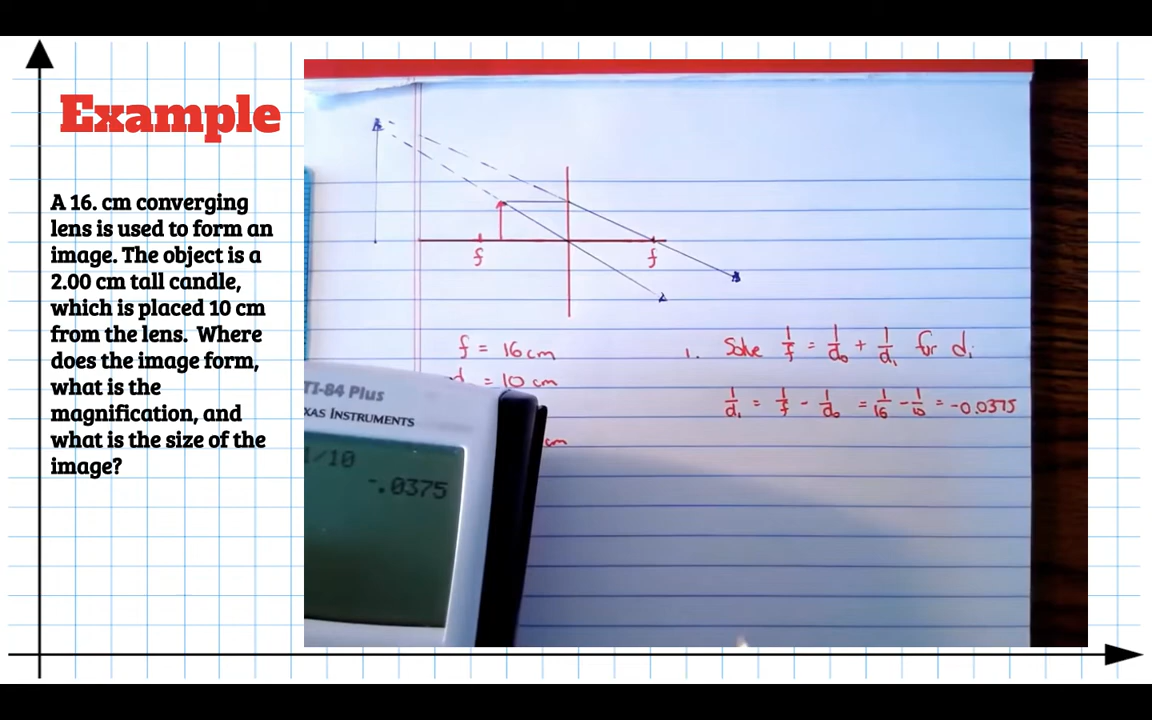 Example
A 16. cm converging
lens is used to form an
image. The object is a
2.00 cm tall candle,
which is placed 10 cm
from the lens.  Where
does the image form,
what is the
magnification, and
what is the size of the
image?
f
f
f = 16 cm
= 10 cm
cm
1. Solve 1/f = 1/do + 1/di for di
1/di = 1/f - 1/do = 1/16 - 1/10 = -0.0375
TI-84 Plus
XAS INSTRUMENTS
1/10
-.0375